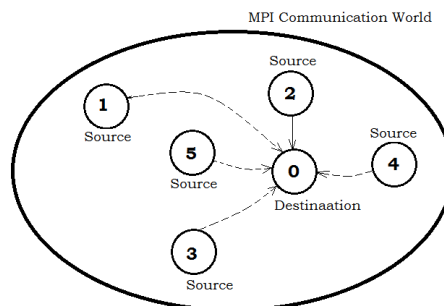 MPI Communication World
Source
2
1
Source
Source
4
5
Source
0
Destinaation
3
Source